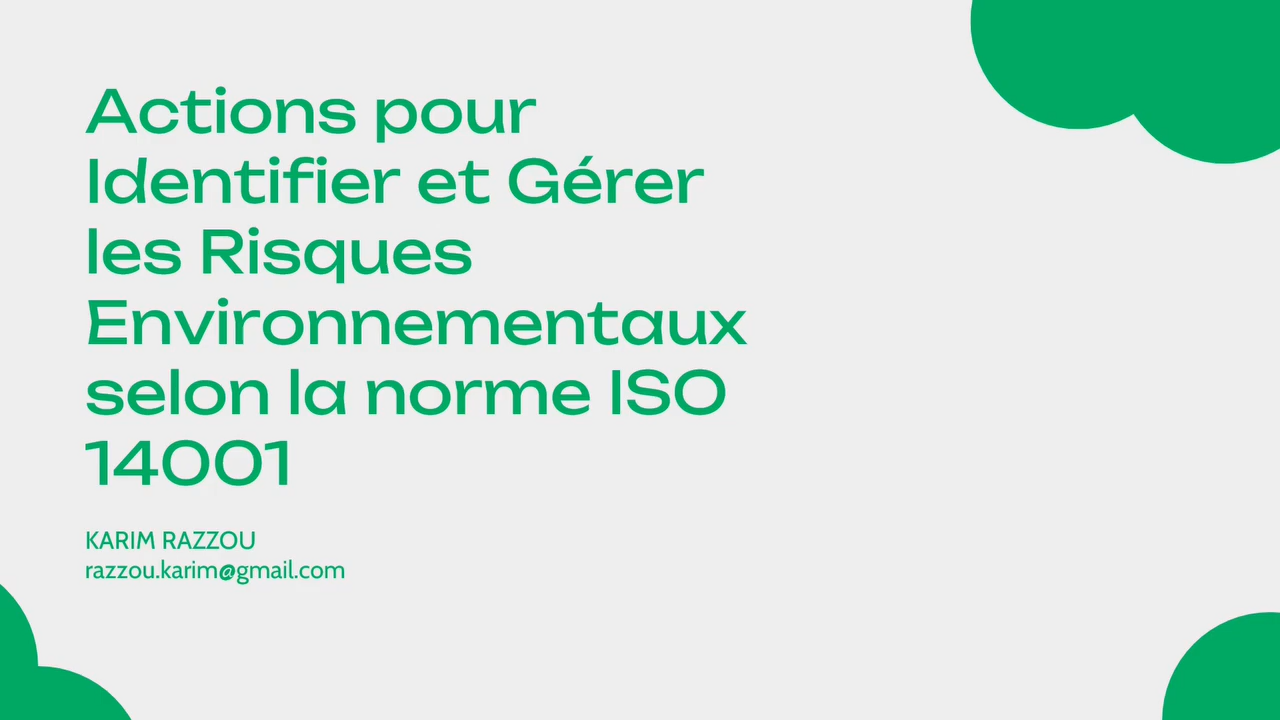 Actions pour
Identifier et Gérer
les Risques
Environnementaux
selon la norme ISO
14001
KARIM RAZZOU
razzou.karim@gmail.com